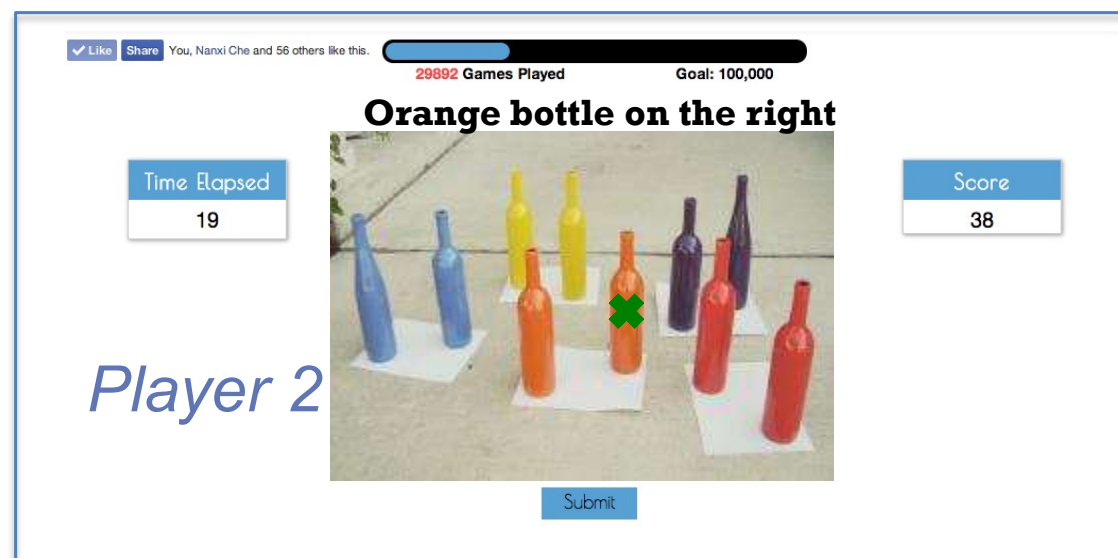 Like Share You, Nanxi Che and 56 others like this.
29892 Games Played Goal: 100,000
Orange bottle on the right
Time Elapsed
19
Score
38
Player 2
Submit